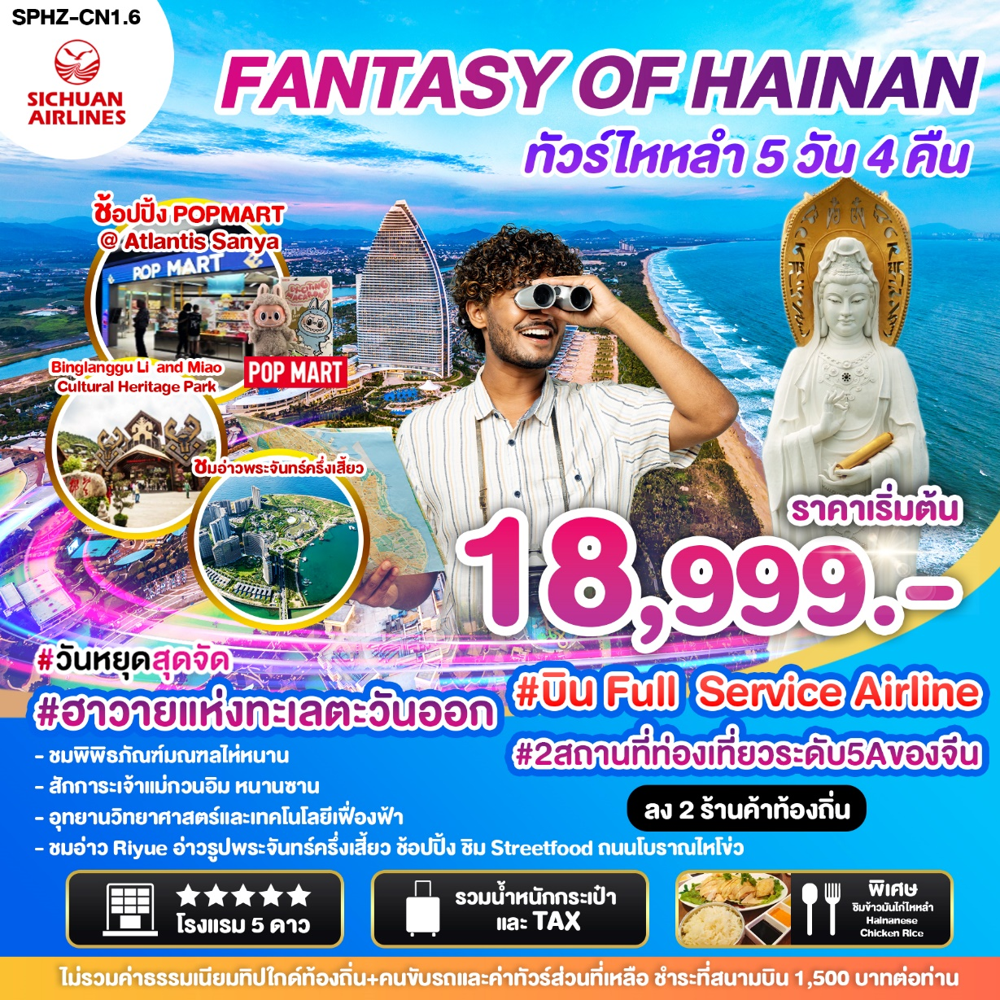 SPHZ-CN1.6
SICHUAN
AIRLINES
FANTASY OF HAINAN
ทัวร์ไหหลำ 5 วัน 4 คืน
ช้อปปิ้ง POPMART
@ Atlantis Sanya
POP MART
POP MART
Binglanggu Li and Miao
Cultural Heritage Park
ชมอ่าวพระจันทร์ครึ่งเสี้ยว
ราคาเริ่มต้น
18,999.-
#วันหยุดสุดจัด
#ฮาวายแห่งทะเลตะวันออก
- ชมพิพิธภัณฑ์มณฑลไห่หนาน
- สักการะเจ้าแม่กวนอิม หนานซาน
- อุทยานวิทยาศาสตร์และเทคโนโลยีเฟื่องฟ้า
- ชมอ่าว Riyue อ่าวรูปพระจันทร์ครึ่งเสี้ยว ช้อปปิ้ง ชิม Streetfood ถนนโบราณไหโข่ว
#บิน Full Service Airline
#2สถานที่ท่องเที่ยวระดับ5Aของจีน
ลง 2 ร้านค้าท้องถิ่น
โรงแรม 5 ดาว
รวมน้ำหนักกระเป๋า
และ TAX
พิเศษ
ชิมข้าวมันไก่ไหหลำ
Hainanese
Chicken Rice
ไม่รวมค่าธรรมเนียมทิปไกด์ท้องถิ่น+คนขับรถและค่าทัวร์ส่วนที่เหลือ ชำระที่สนามบิน 1,500 บาทต่อท่าน